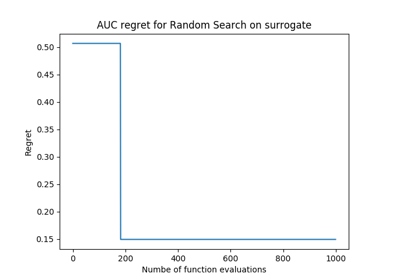 AUC regret for Random Search on surrogate
0.50
0.45
0.40
0.35
0.30
0.25
0.20
0.15
Regret
0 200 400 600 800 1000
Numbe of function evaluations